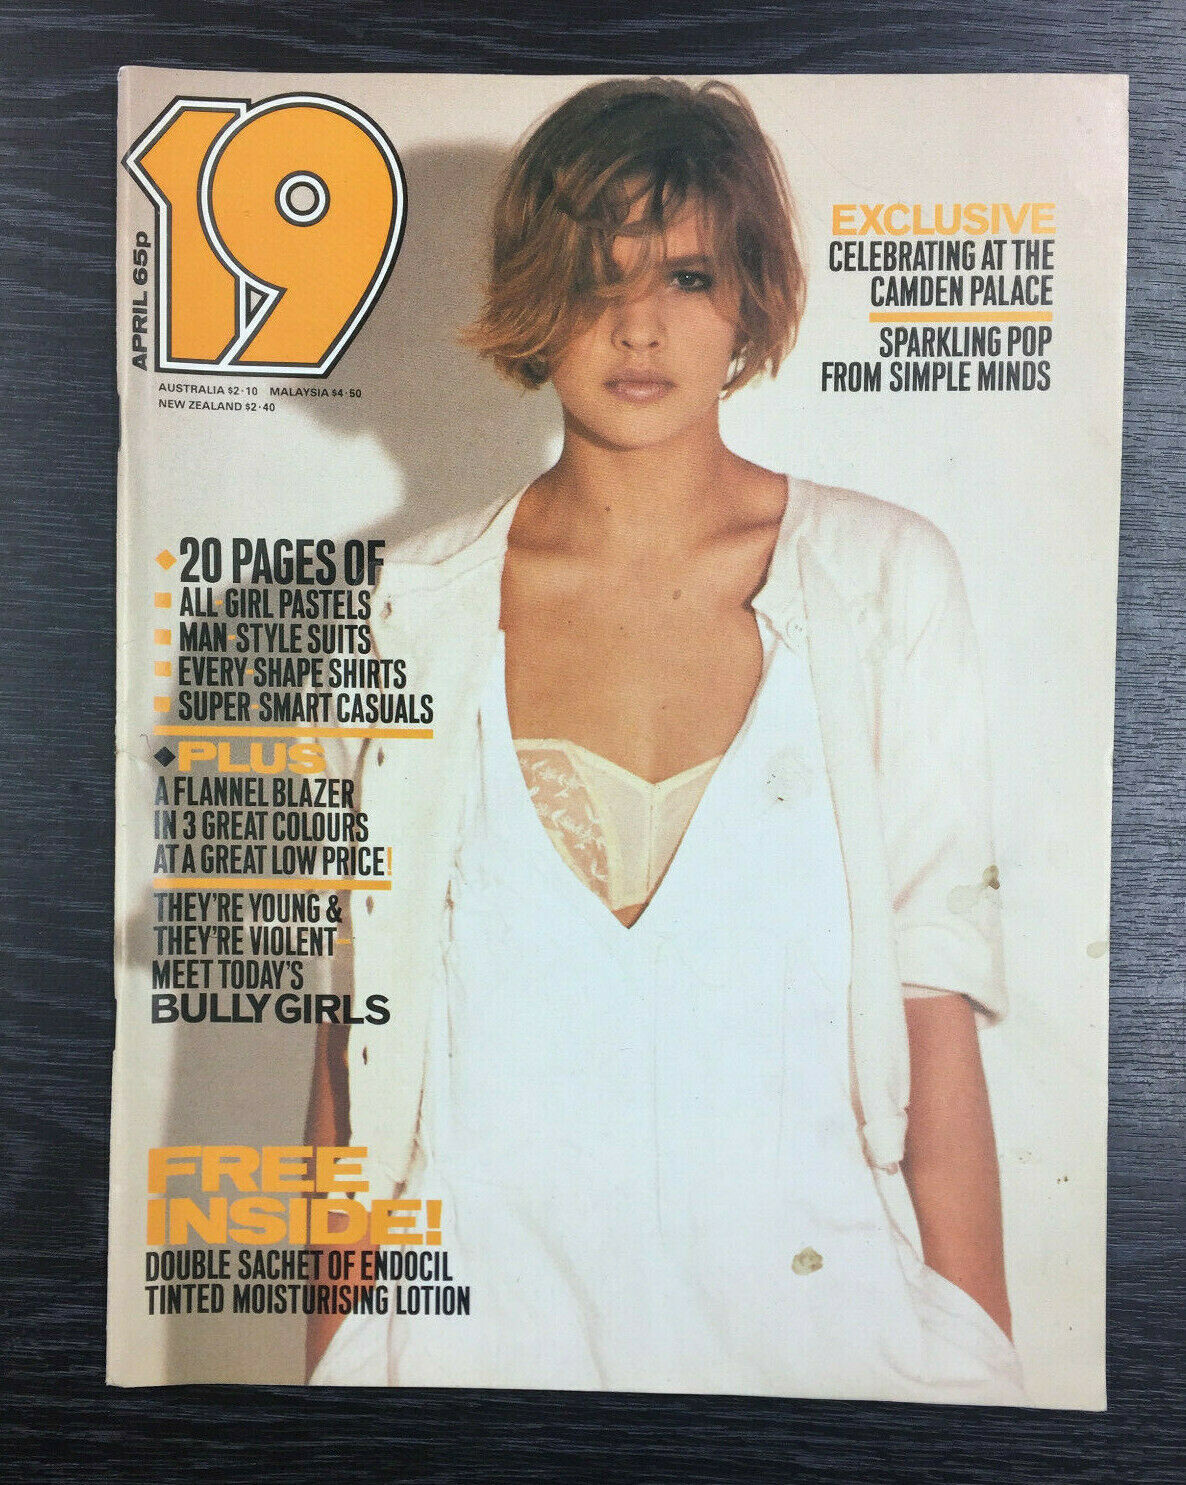 19
APRIL 65p
AUSTRALIA $2·10 MALAYSIA $4·50
NEW ZEALAND $2·40
EXCLUSIVE
CELEBRATING AT THE
CAMDEN PALACE
SPARKLING POP
FROM SIMPLE MINDS
20 PAGES OF
ALL-GIRL PASTELS
MAN-STYLE SUITS
EVERY-SHAPE SHIRTS
SUPER-SMART CASUALS
PLUS
A FLANNEL BLAZER
IN 3 GREAT COLOURS
AT A GREAT LOW PRICE!
THEY'RE YOUNG &
THEY'RE VIOLENT-
MEET TODAY'S
BULLY GIRLS
FREE
INSIDE!
DOUBLE SACHET OF ENDOCIL
TINTED MOISTURISING LOTION